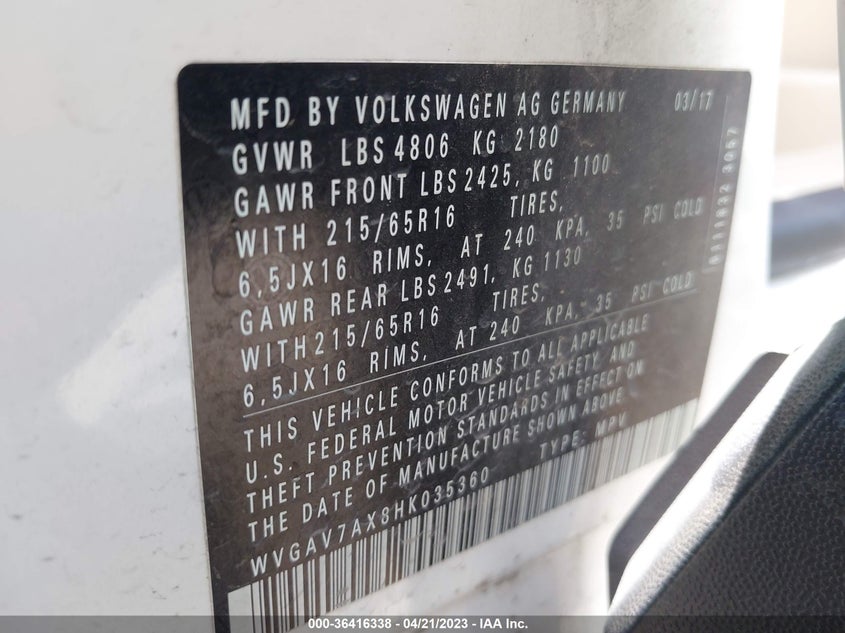 MFD BY VOLKSWAGEN AG GERMANY 03/17
GVWR LBS 4806 KG 2180
GAWR FRONT LBS 2425, KG 1100
WITH 215/65R16 TIRES,
6,5JX16 RIMS, AT 240 KPA, 35 PSI COLD
GAWR REAR LBS 2491, KG 1130
WITH 215/65R16 TIRES,
6,5JX16 RIMS, AT 240 KPA, 35 PSI COLD
THIS VEHICLE CONFORMS TO ALL APPLICABLE
U.S. FEDERAL MOTOR VEHICLE SAFETY, AND
THEFT PREVENTION STANDARDS IN EFFECT ON
THE DATE OF MANUFACTURE SHOWN ABOVE
WVGAV7AX8HK035360 TYPE: MPV
000-36416338 - 04/21/2023 - IAA Inc.